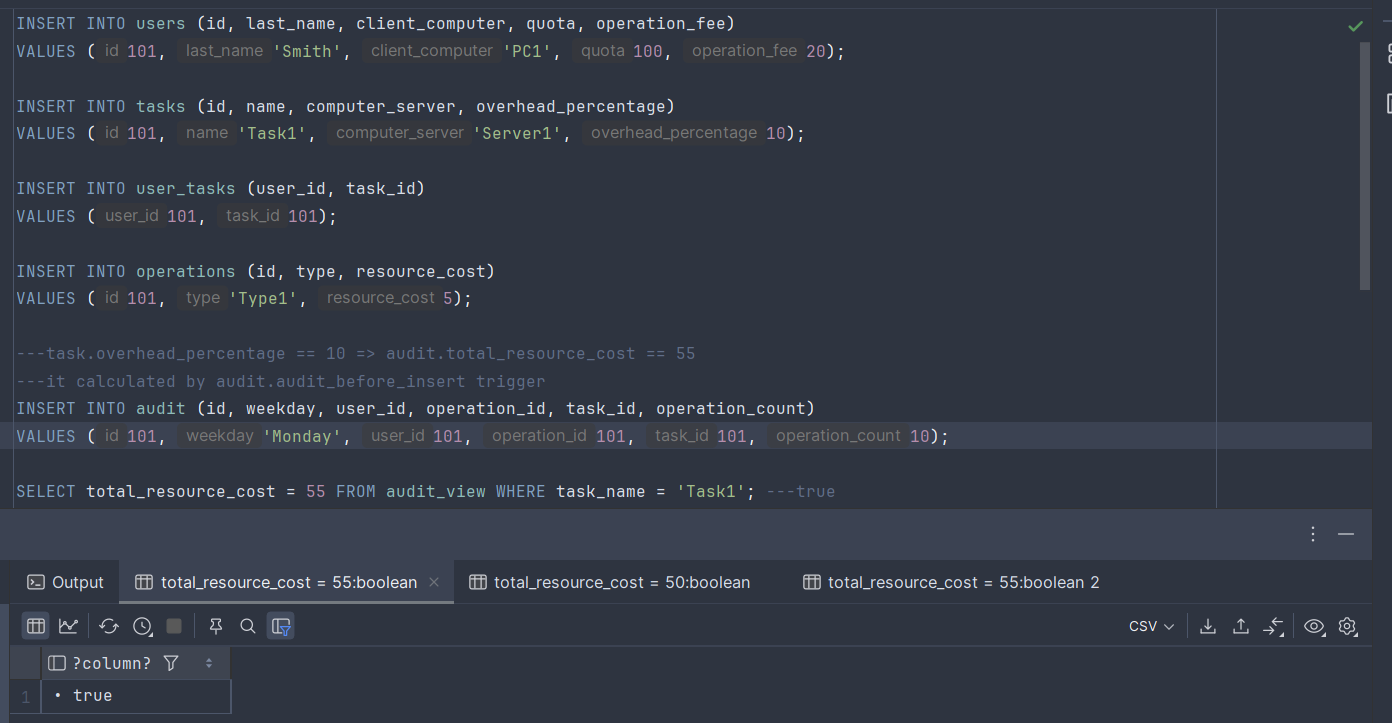 INSERT INTO users (id, last_name, client_computer, quota, operation_fee)
VALUES ( id 101, last_name 'Smith', client_computer 'PC1', quota 100, operation_fee 20);
INSERT INTO tasks (id, name, computer_server, overhead_percentage)
VALUES ( id 101, name 'Task1', computer_server 'Server1', overhead_percentage 10);
INSERT INTO user_tasks (user_id, task_id)
VALUES ( user_id 101, task_id 101);
INSERT INTO operations (id, type, resource_cost)
VALUES ( id 101, type 'Type1', resource_cost 5);
---task.overhead_percentage == 10 => audit.total_resource_cost == 55
---it calculated by audit.audit_before_insert trigger
INSERT INTO audit (id, weekday, user_id, operation_id, task_id, operation_count)
VALUES ( id 101, weekday 'Monday', user_id 101, operation_id 101, task_id 101, operation_count 10);
SELECT total_resource_cost = 55 FROM audit_view WHERE task_name = 'Task1'; ---true
Output total_resource_cost = 55:boolean total_resource_cost = 50:boolean total_resource_cost = 55:boolean 2
CSV
?column?
1 true